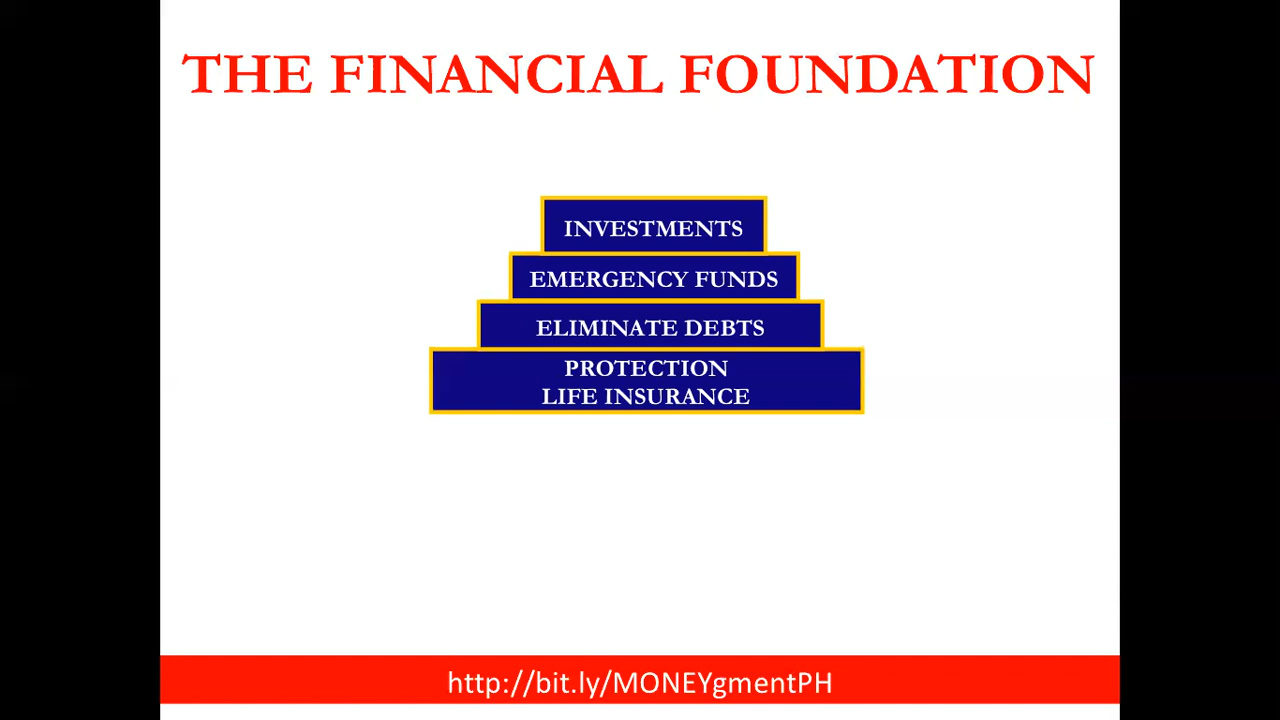 THE FINANCIAL FOUNDATION
INVESTMENTS
EMERGENCY FUNDS
ELIMINATE DEBTS
PROTECTION
LIFE INSURANCE
http://bit.ly/MONEYgmentPH